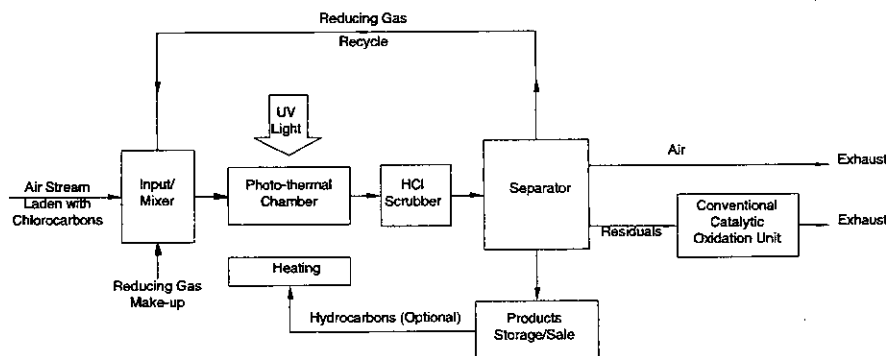 Reducing Gas
Recycle
UV
Light
Air Stream
Laden with
Chlorocarbons
Input/
Mixer
Photo-thermal
Chamber
HCl
Scrubber
Separator
Air
Exhaust
Residuals
Conventional
Catalytic
Oxidation Unit
Exhaust
Heating
Reducing Gas
Make-up
Hydrocarbons (Optional)
Products
Storage/Sale